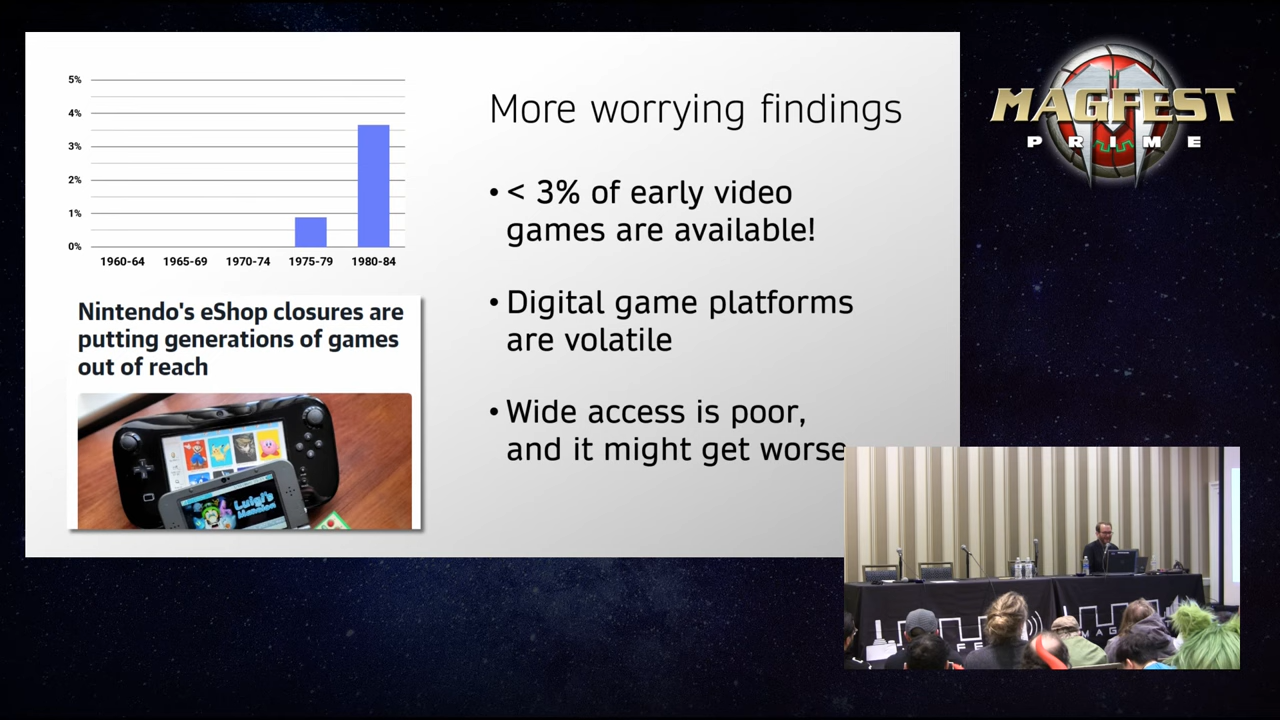 5%
4%
3%
2%
1%
0%
1960-64 1965-69 1970-74 1975-79 1980-84
Nintendo's eShop closures are
putting generations of games
out of reach
Luigi's
Mansion
More worrying findings
• < 3% of early video
games are available!
• Digital game platforms
are volatile
• Wide access is poor,
and it might get worse
MAGFEST
PRIME